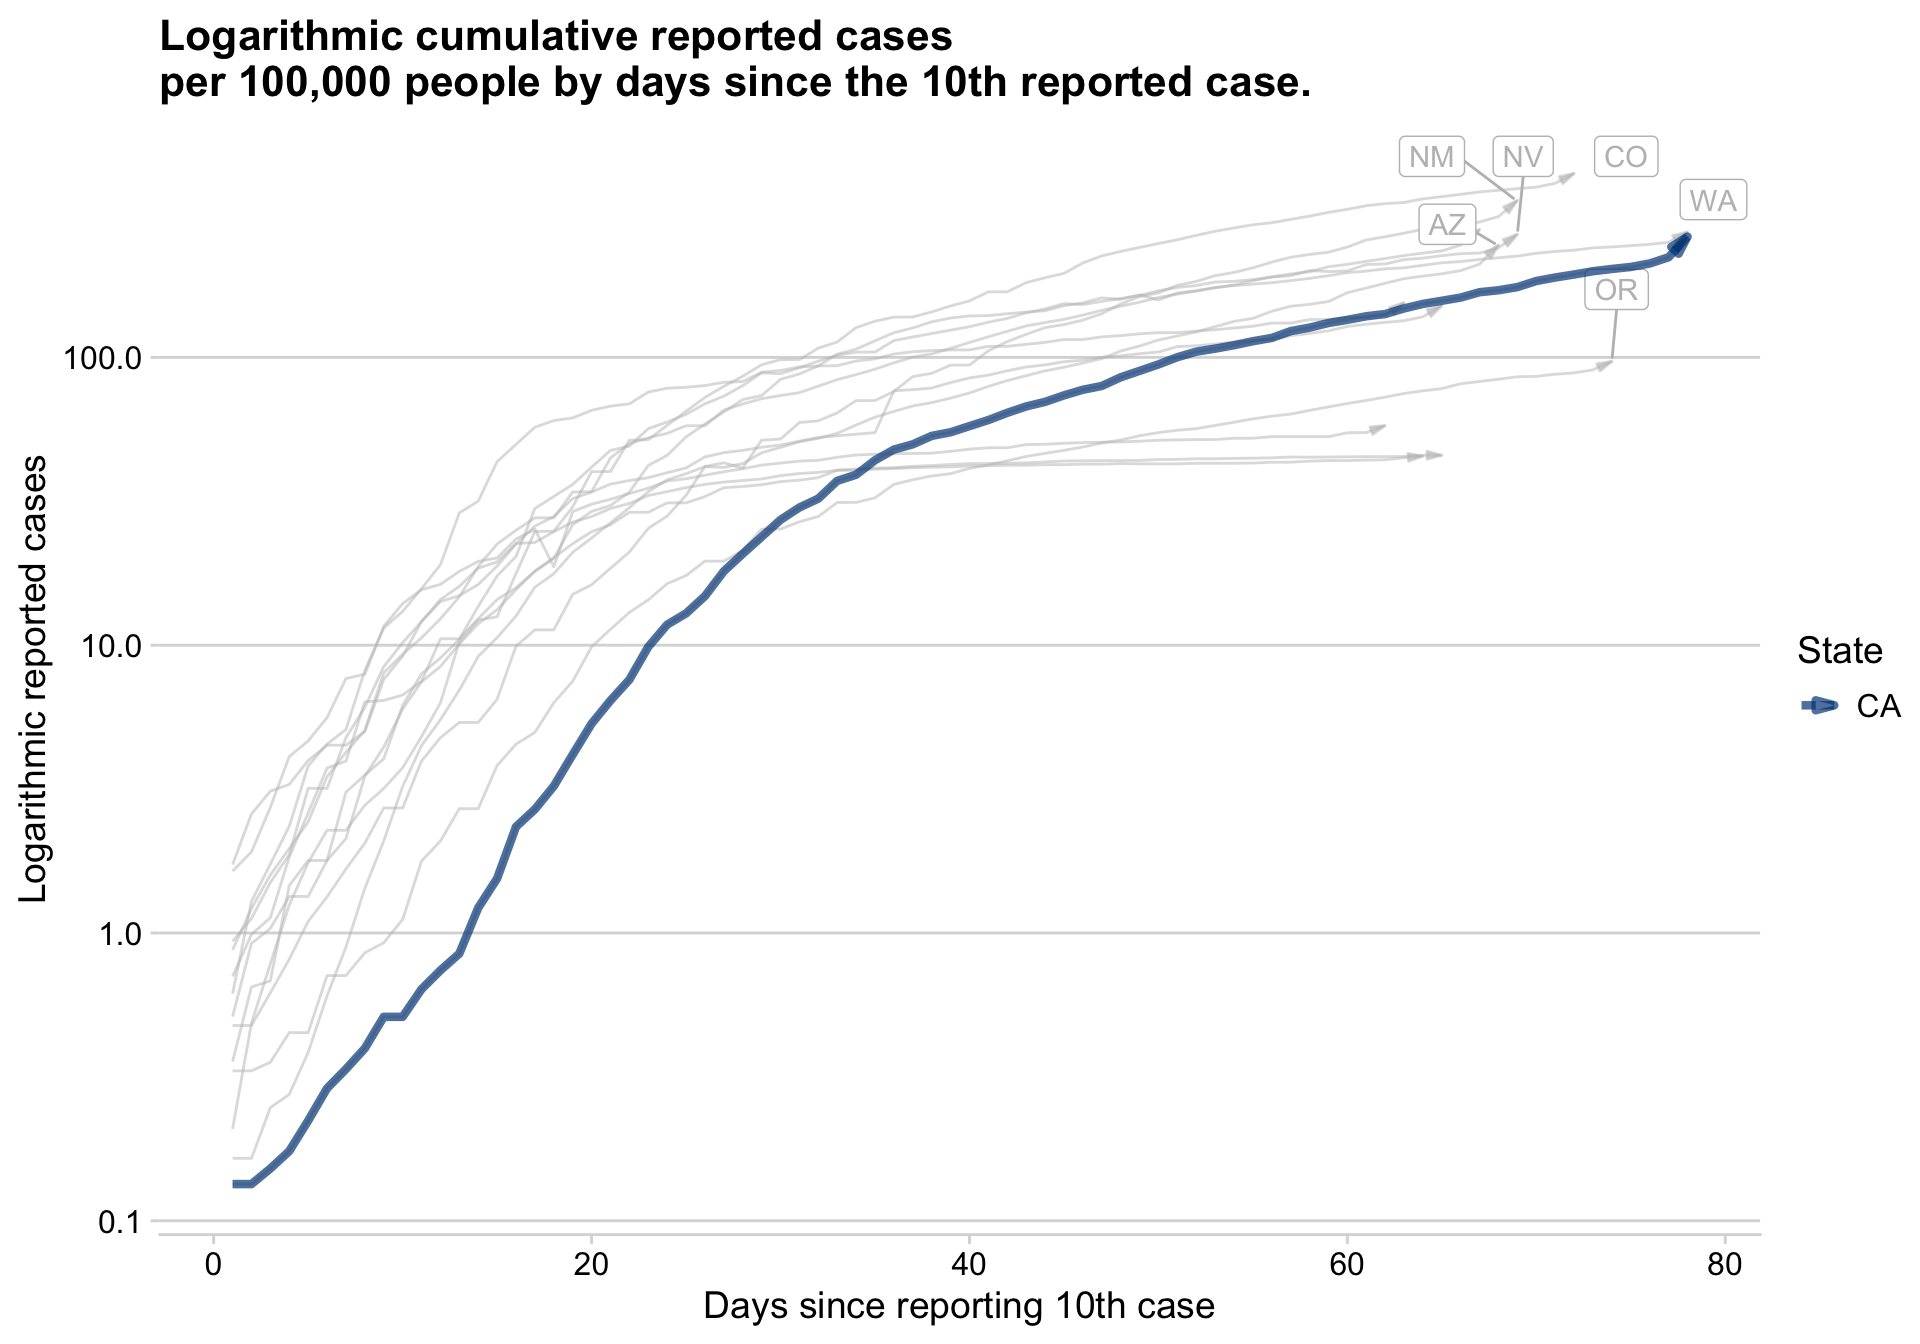 Logarithmic cumulative reported cases
per 100,000 people by days since the 10th reported case.
NM
NV
CO
WA
AZ
OR
100.0
10.0
1.0
0.1
Logarithmic reported cases
State
CA
0
20
40
60
80
Days since reporting 10th case